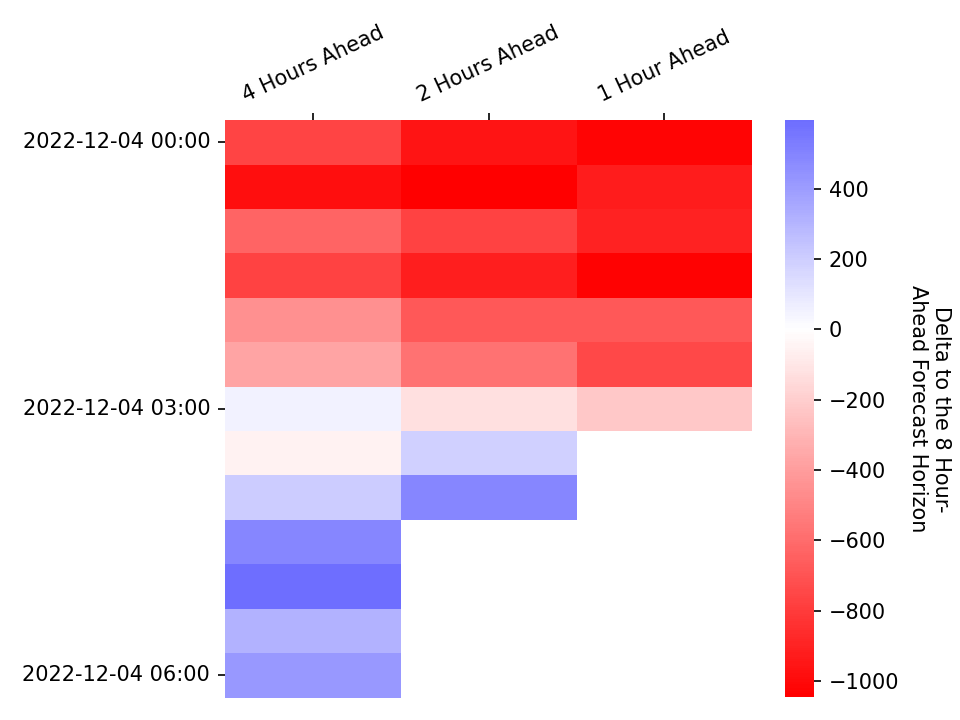 4 Hours Ahead
2 Hours Ahead
1 Hour Ahead
2022-12-04 00:00
2022-12-04 03:00
2022-12-04 06:00
400
200
0
−200
−400
−600
−800
−1000
Delta to the 8 Hour-
Ahead Forecast Horizon